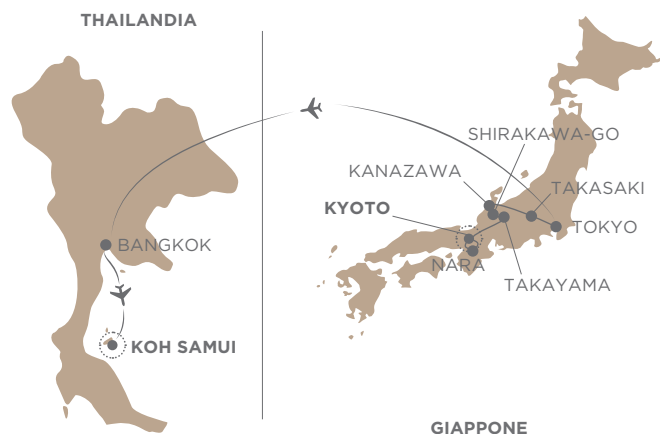 THAILANDIA
SHIRAKAWA-GO
KANAZAWA
TAKASAKI
KYOTO
TOKYO
BANGKOK
NARA
TAKAYAMA
KOH SAMUI
GIAPPONE